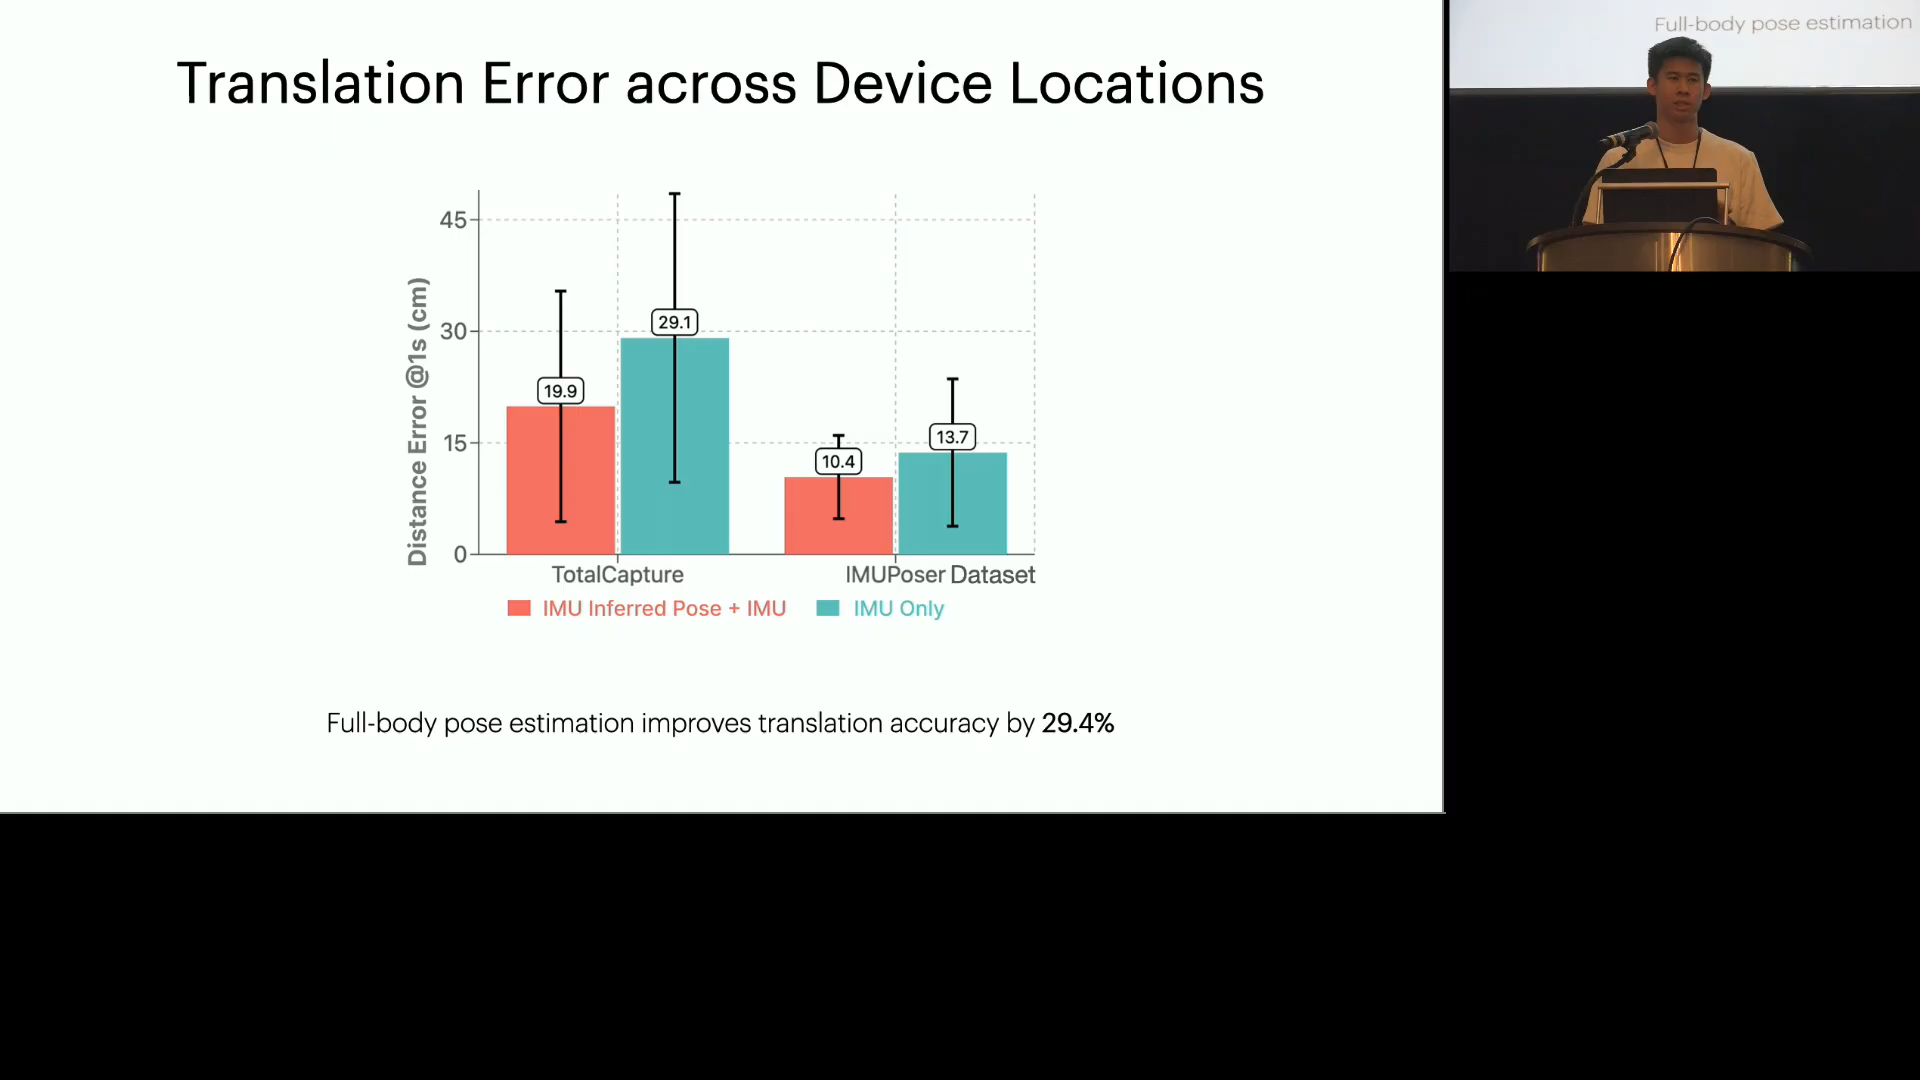 Translation Error across Device Locations
Full-body pose estimation
Distance Error @1s (cm)
45
30
15
0
19.9
29.1
10.4
13.7
TotalCapture
IMUPoser Dataset
IMU Inferred Pose + IMU
IMU Only
Full-body pose estimation improves translation accuracy by 29.4%